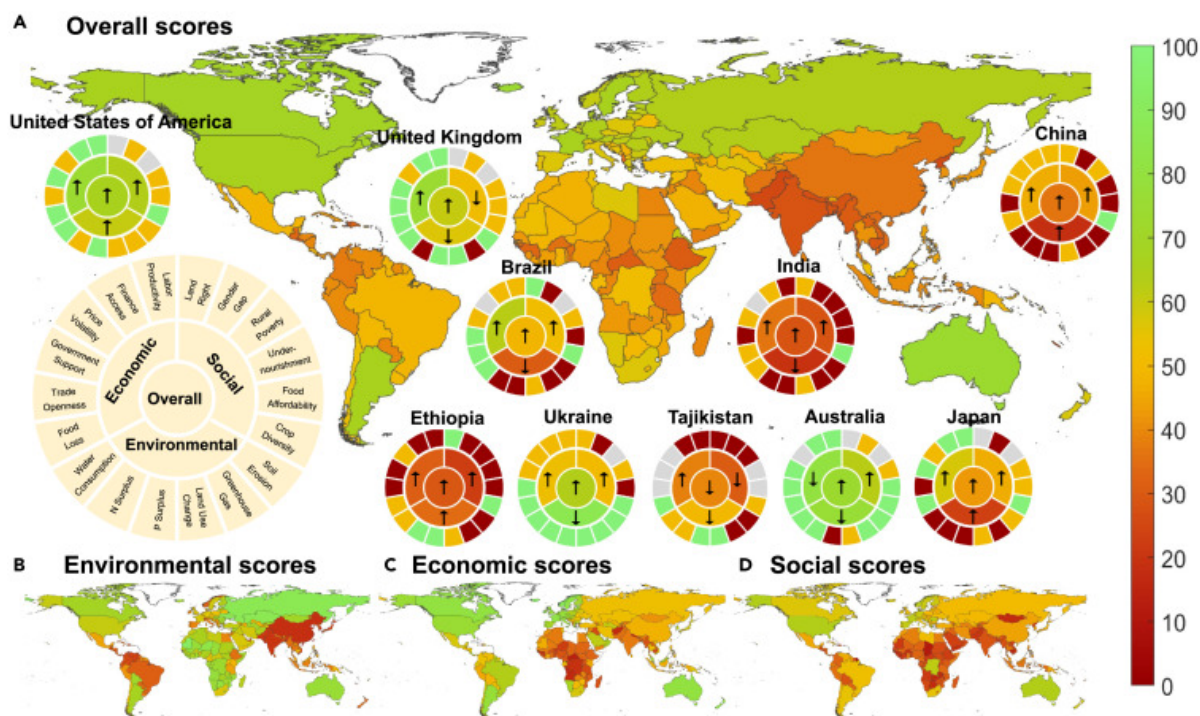 A Overall scores
United States of America
United Kingdom
China
Brazil
India
Ethiopia
Ukraine
Tajikistan
Australia
Japan
Overall
Economic
Social
Environmental
Land
Right
Gender
Gap
Rural
Poverty
Under-
nourishment
Food
Affordability
Crop
Diversity
Soil
Erosion
Greenhouse
Gas
Land Use
Change
P Surplus
N Surplus
Water
Consumption
Food
Loss
Trade
Openness
Government
Support
Price
Volatility
Finance
Access
Labor
Productivity
100
90
80
70
60
50
40
30
20
10
0
B Environmental scores
C Economic scores
D Social scores